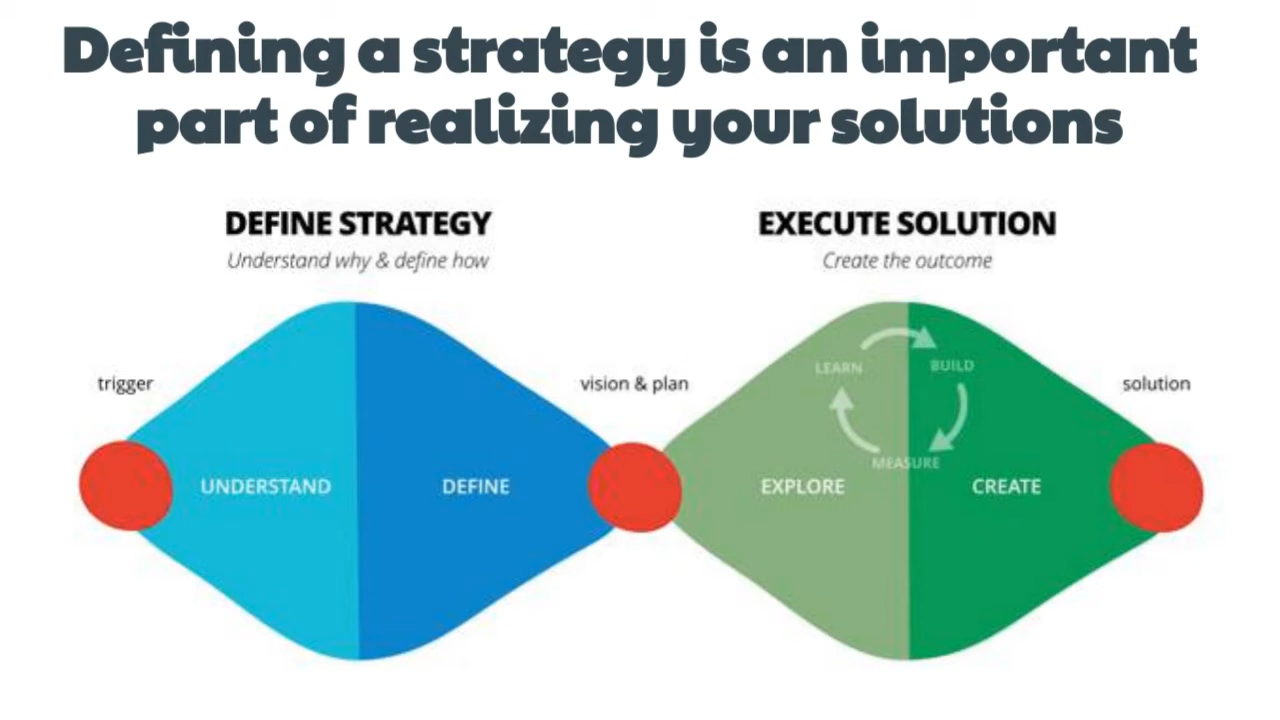 Defining a strategy is an important
part of realizing your solutions
DEFINE STRATEGY
Understand why & define how
EXECUTE SOLUTION
Create the outcome
trigger
vision & plan
solution
LEARN
BUILD
MEASURE
UNDERSTAND
DEFINE
EXPLORE
CREATE